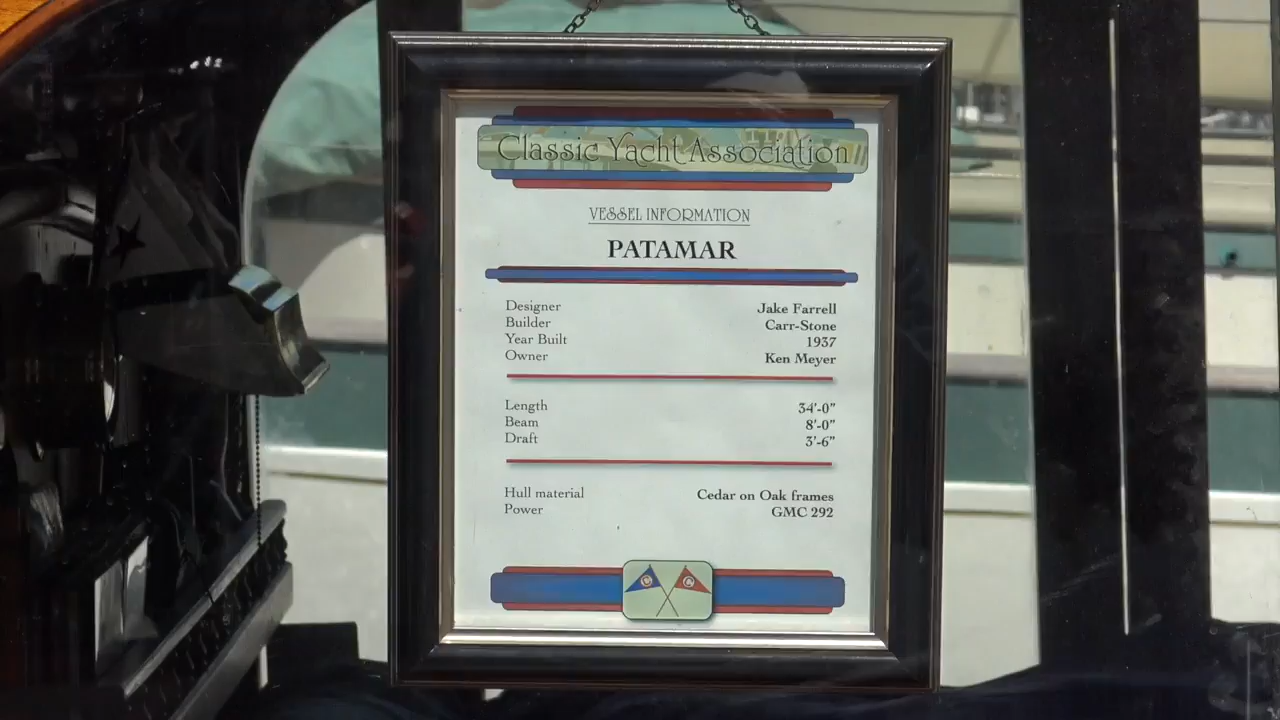 Classic Yacht Association
VESSEL INFORMATION
PATAMAR
Designer Jake Farrell
Builder Carr-Stone
Year Built 1937
Owner Ken Meyer
Length 34'-0"
Beam 8'-0"
Draft 3'-6"
Hull material Cedar on Oak frames
Power GMC 292
C C